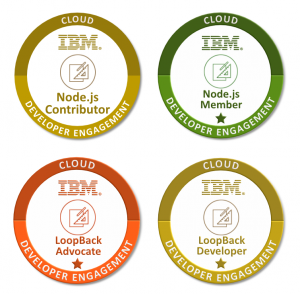 CLOUD
IBM
Node.js
Contributor
DEVELOPER ENGAGEMENT
CLOUD
IBM
Node.js
Member
DEVELOPER ENGAGEMENT
CLOUD
IBM
LoopBack
Advocate
DEVELOPER ENGAGEMENT
CLOUD
IBM
LoopBack
Developer
DEVELOPER ENGAGEMENT